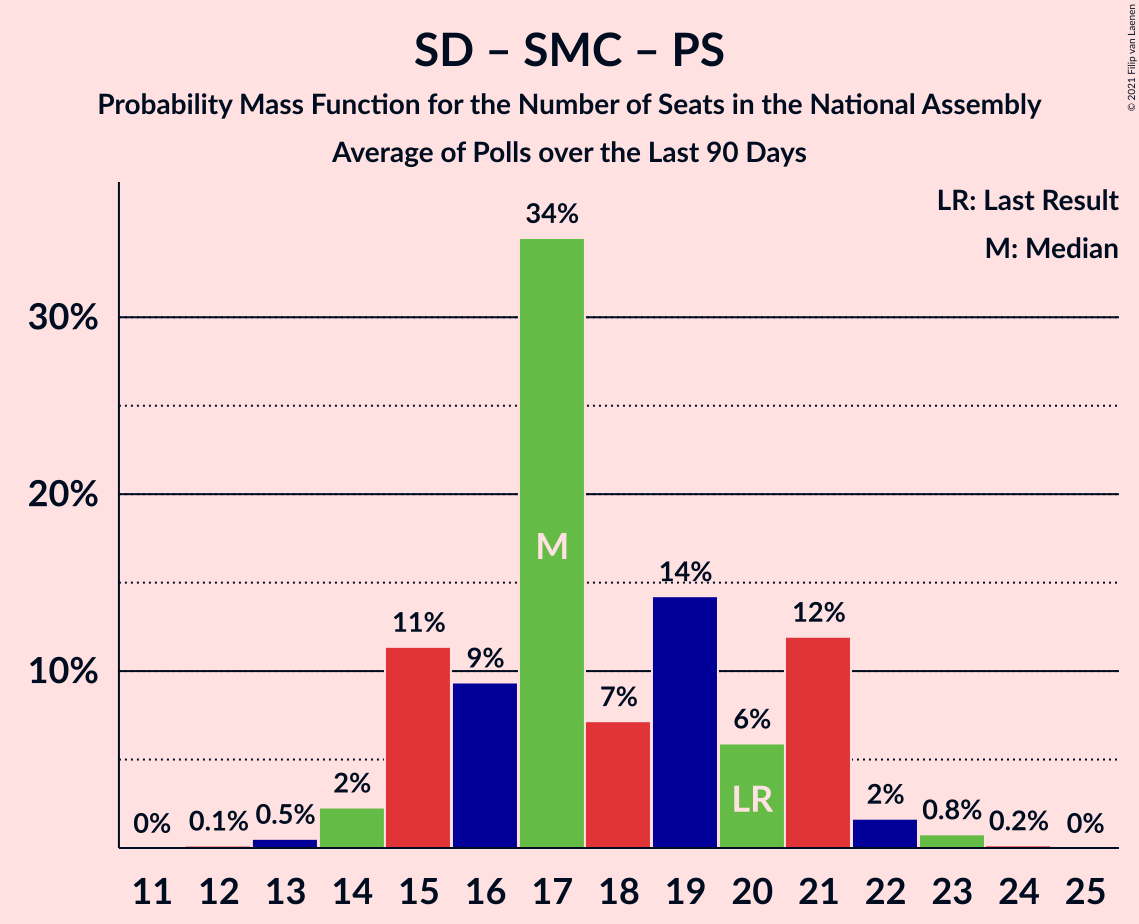 SD – SMC – PS
Probability Mass Function for the Number of Seats in the National Assembly
Average of Polls over the Last 90 Days
© 2021 Filip van Laenen
LR: Last Result
M: Median
30%
20%
10%
0%
0.1%
0.5%
2%
11%
9%
34%
7%
14%
6%
12%
2%
0.8%
0.2%
0%
M
LR
11 12 13 14 15 16 17 18 19 20 21 22 23 24 25